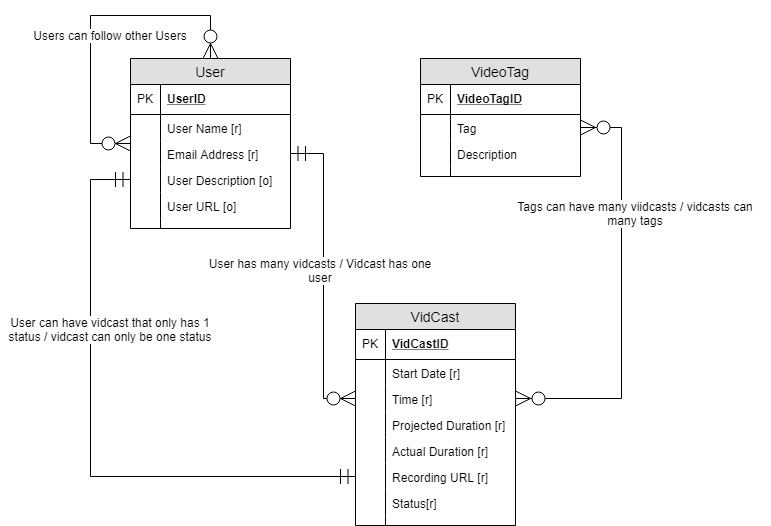 Users can follow other Users
User
PK UserID
User Name [r]
Email Address [r]
User Description [o]
User URL [o]
VideoTag
PK VideoTagID
Tag
Description
Tags can have many viidcasts / vidcasts can
many tags
User has many vidcasts / Vidcast has one
user
User can have vidcast that only has 1
status / vidcast can only be one status
VidCast
PK VidCastID
Start Date [r]
Time [r]
Projected Duration [r]
Actual Duration [r]
Recording URL [r]
Status[r]